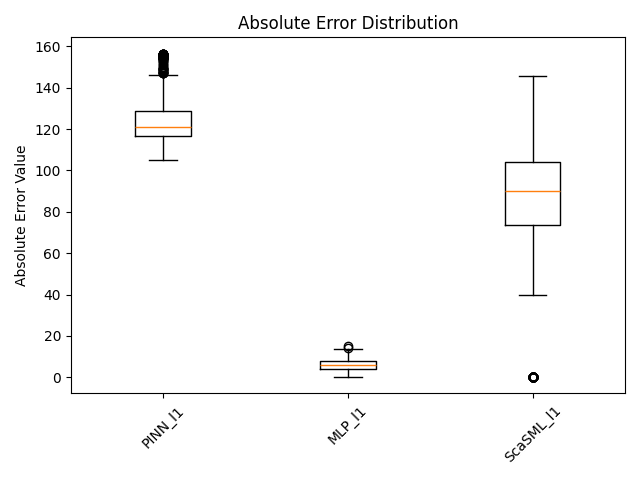 Absolute Error Distribution
Absolute Error Value
160
140
120
100
80
60
40
20
0
PINN_l1
MLP_l1
ScaSML_l1